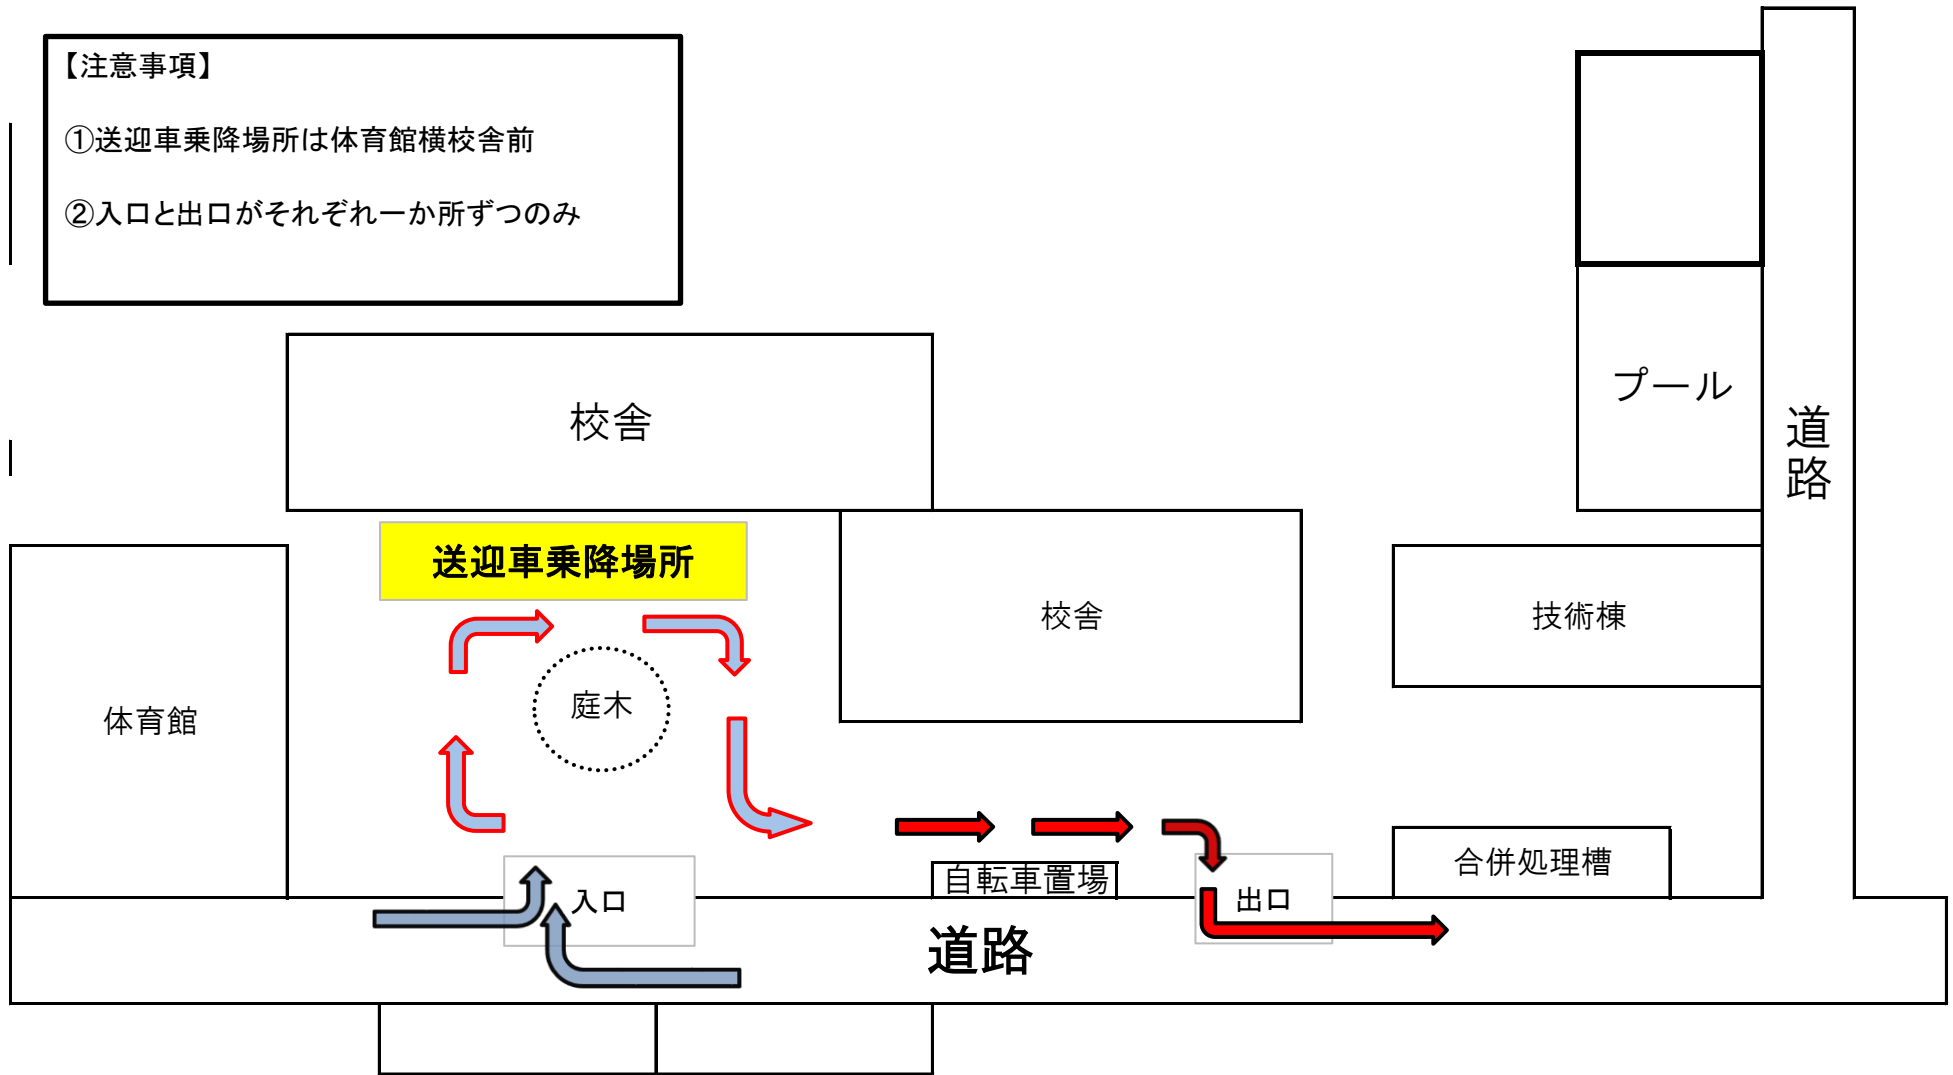 【注意事項】
①送迎車乗降場所は体育館横校舎前
②入口と出口がそれぞれ一か所ずつのみ
プール
道路
校舎
送迎車乗降場所
校舎
技術棟
庭木
体育館
合併処理槽
自転車置場
入口
出口
道路